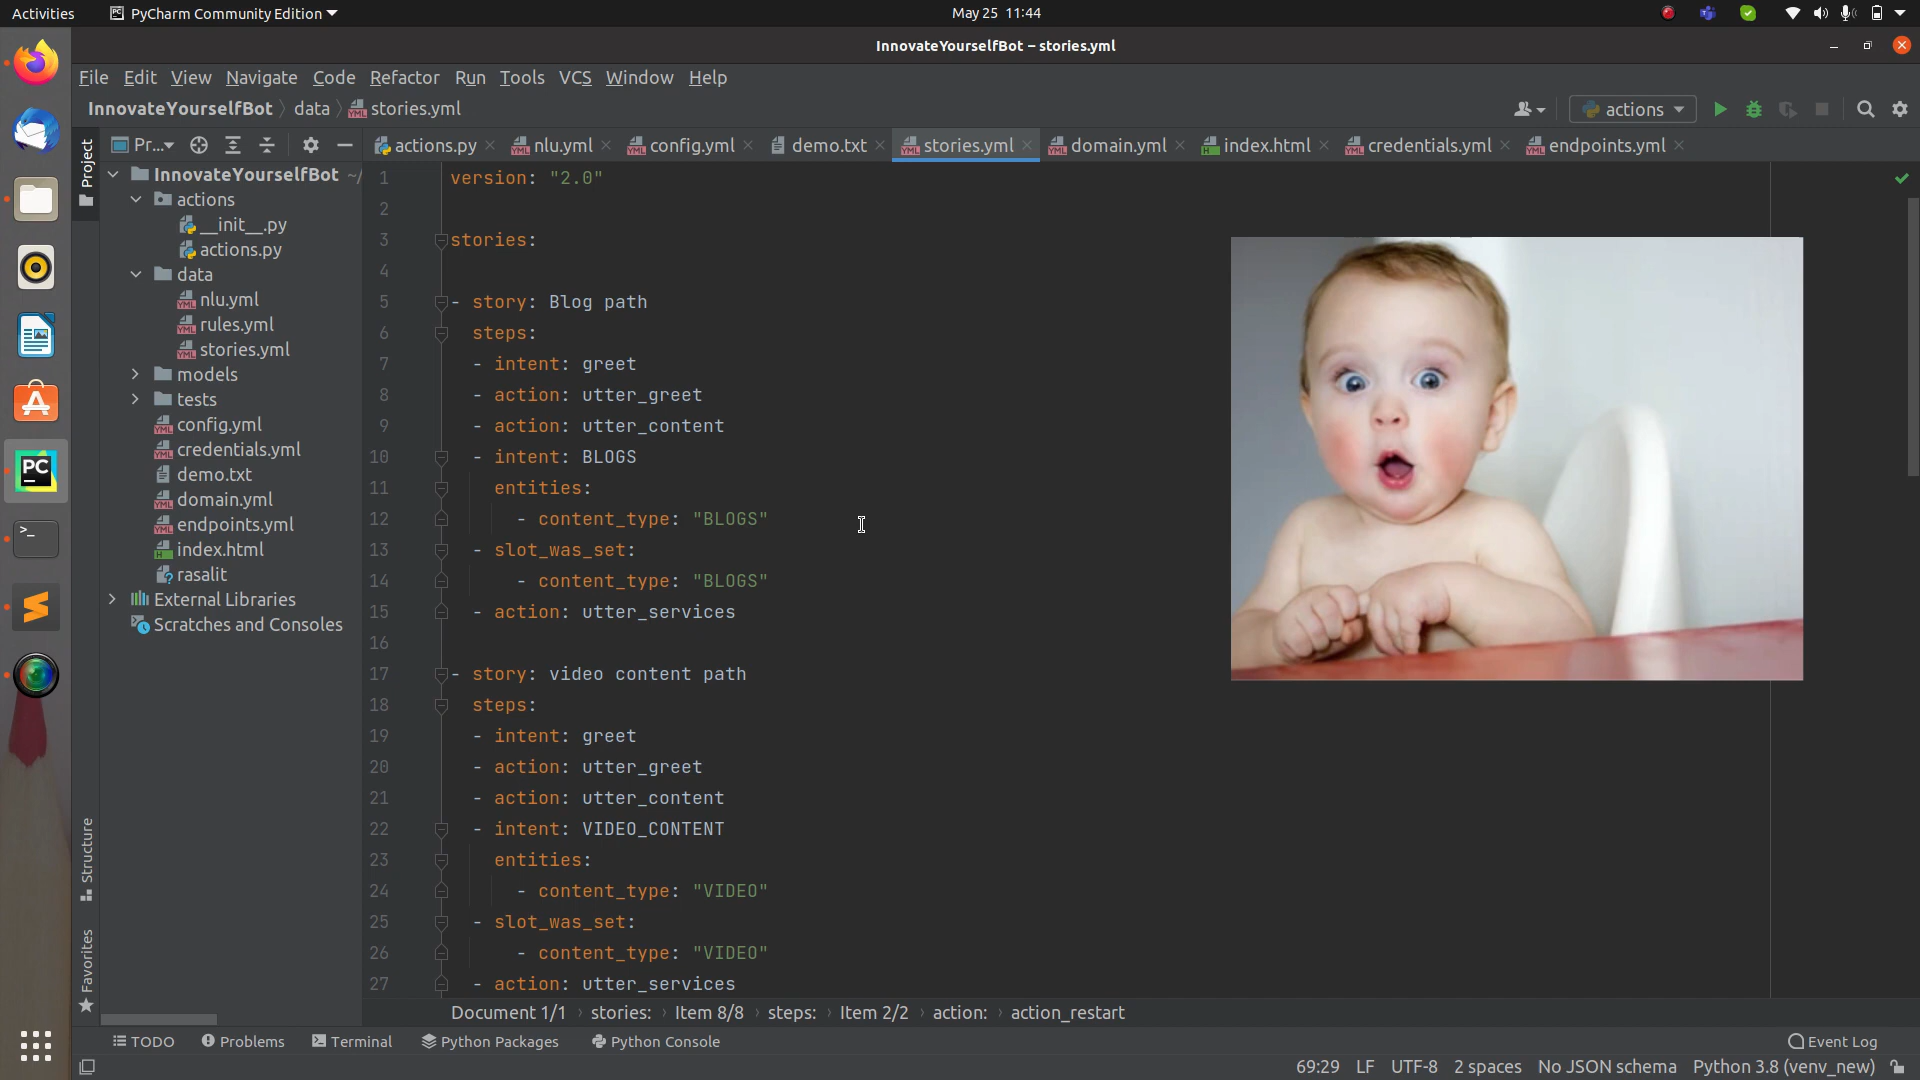 Activities PyCharm Community Edition May 25 11:44
InnovateYourselfBot – stories.yml
File Edit View Navigate Code Refactor Run Tools VCS Window Help
InnovateYourselfBot data stories.yml actions
Project Pr... actions.py nlu.yml config.yml demo.txt stories.yml domain.yml index.html credentials.yml endpoints.yml
InnovateYourselfBot ~/
actions
__init__.py
actions.py
data
nlu.yml
rules.yml
stories.yml
models
tests
config.yml
credentials.yml
demo.txt
domain.yml
endpoints.yml
index.html
rasalit
External Libraries
Scratches and Consoles
Structure
Favorites
1 version: "2.0"
2
3 stories:
4
5 - story: Blog path
6 steps:
7 - intent: greet
8 - action: utter_greet
9 - action: utter_content
10 - intent: BLOGS
11 entities:
12 - content_type: "BLOGS"
13 - slot_was_set:
14 - content_type: "BLOGS"
15 - action: utter_services
16
17 - story: video content path
18 steps:
19 - intent: greet
20 - action: utter_greet
21 - action: utter_content
22 - intent: VIDEO_CONTENT
23 entities:
24 - content_type: "VIDEO"
25 - slot_was_set:
26 - content_type: "VIDEO"
27 - action: utter_services
Document 1/1 › stories: › Item 8/8 › steps: › Item 2/2 › action: › action_restart
TODO Problems Terminal Python Packages Python Console Event Log
69:29 LF UTF-8 2 spaces No JSON schema Python 3.8 (venv_new)